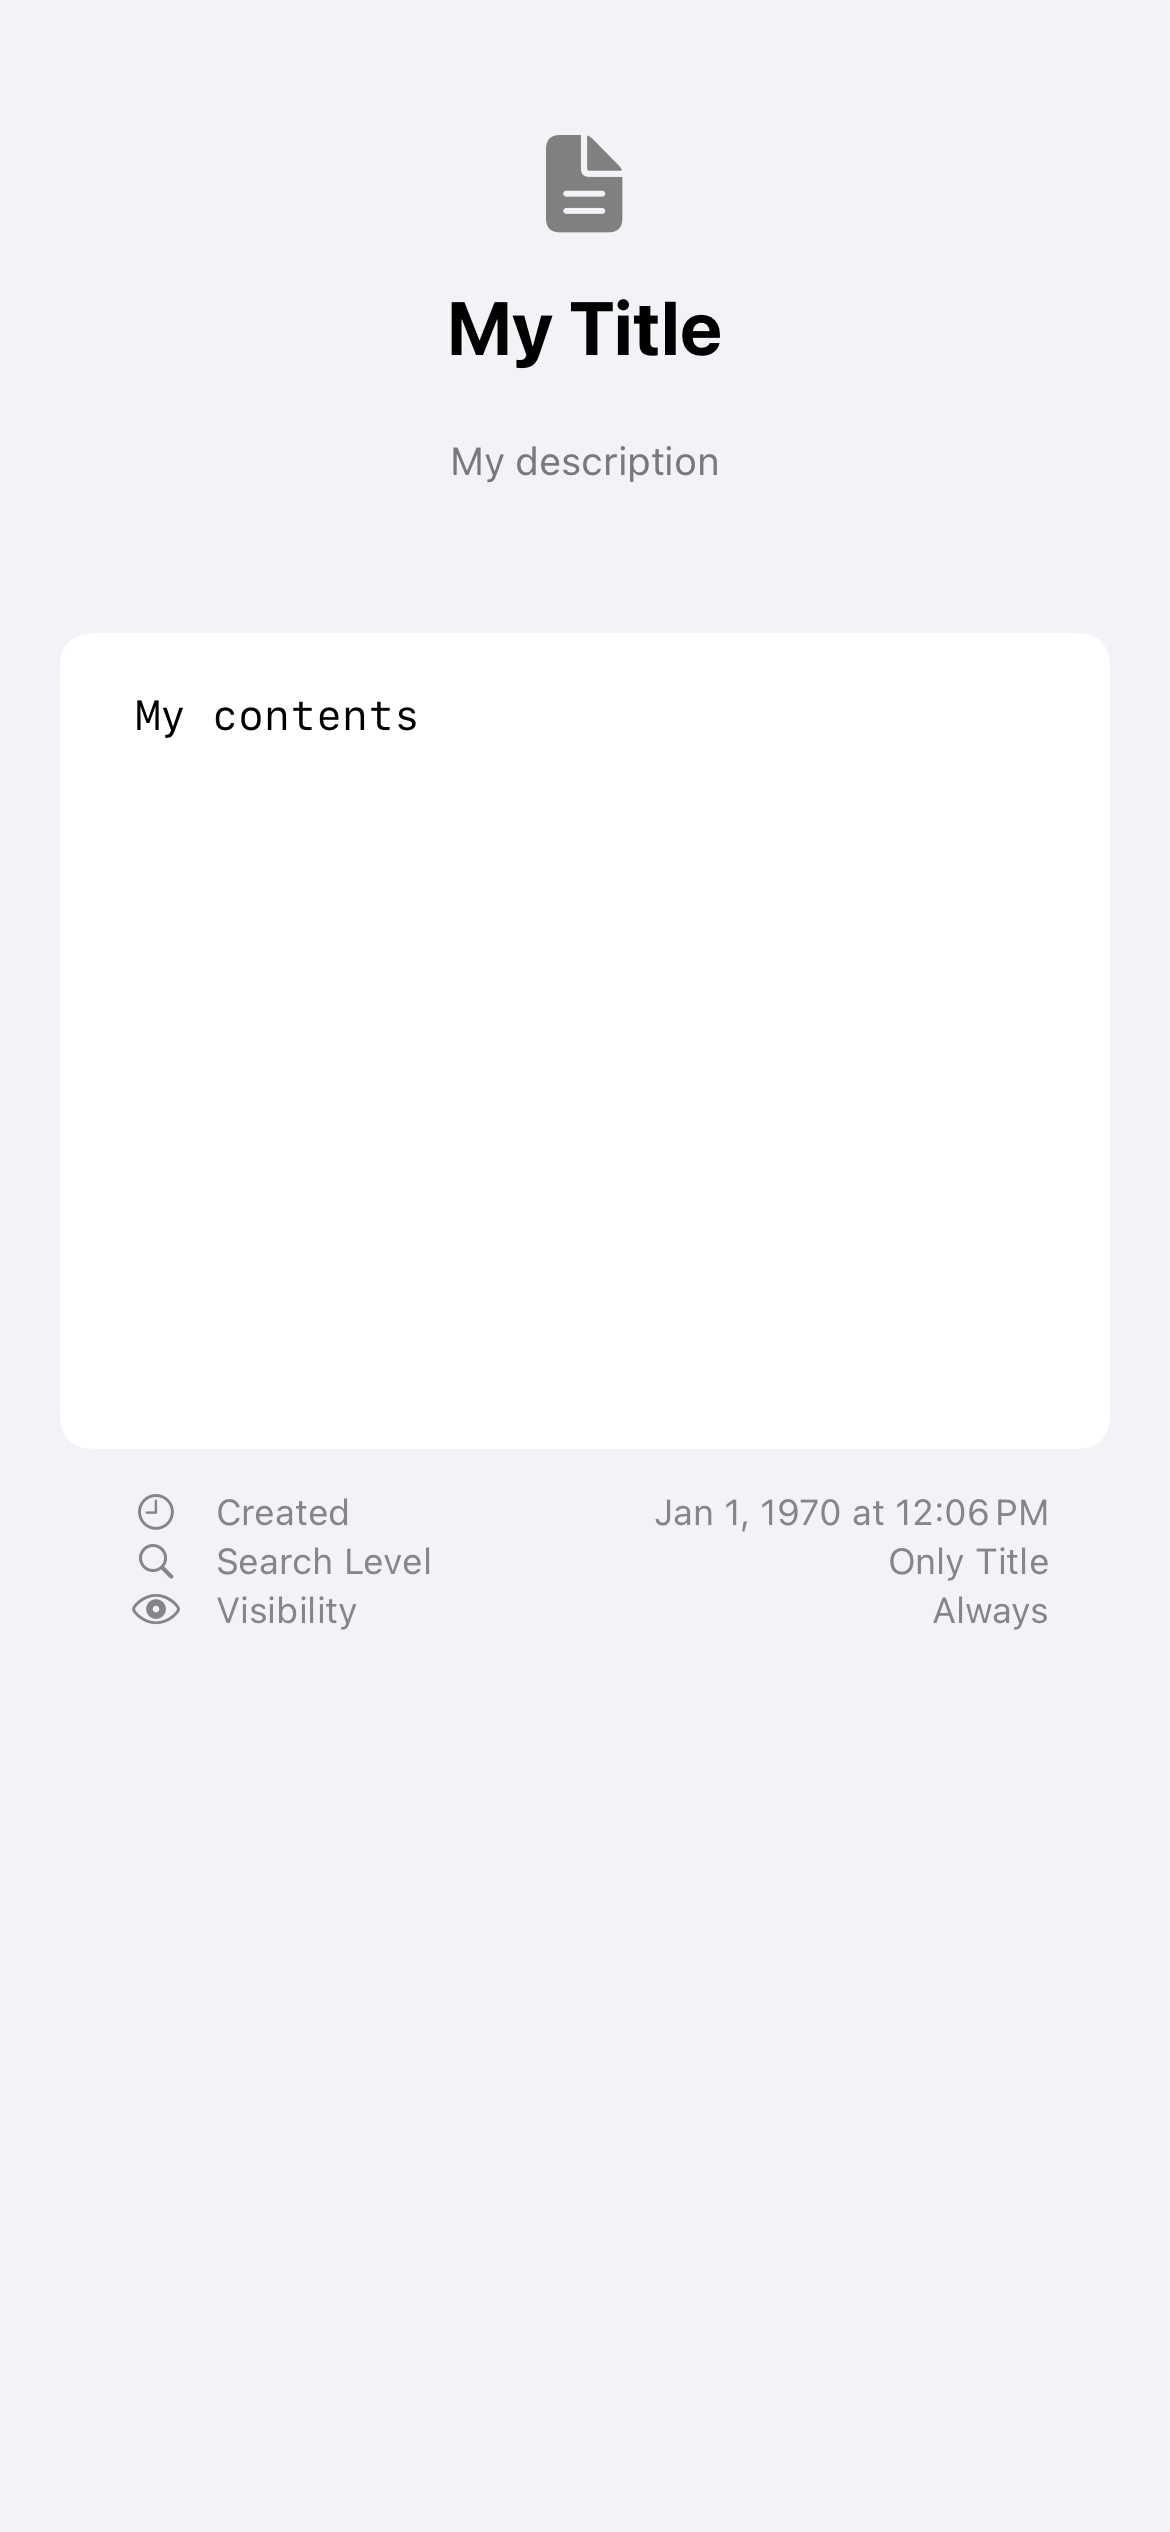 My Title
My description
My contents
Created Jan 1, 1970 at 12:06 PM
Search Level Only Title
Visibility Always